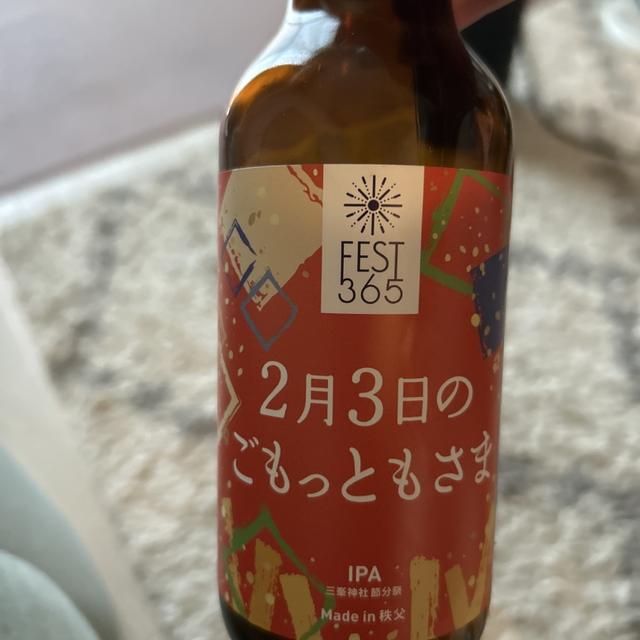 FEST
365
2月3日の
ごもっともさま
IPA
三峯神社 節分祭
Made in 秩父